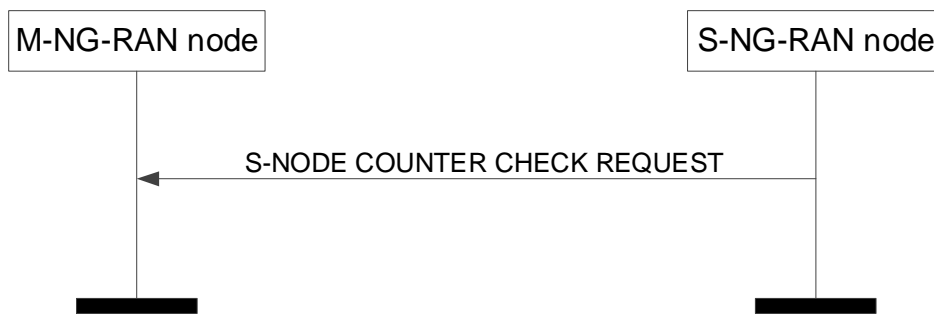 M-NG-RAN node
S-NG-RAN node
S-NODE COUNTER CHECK REQUEST